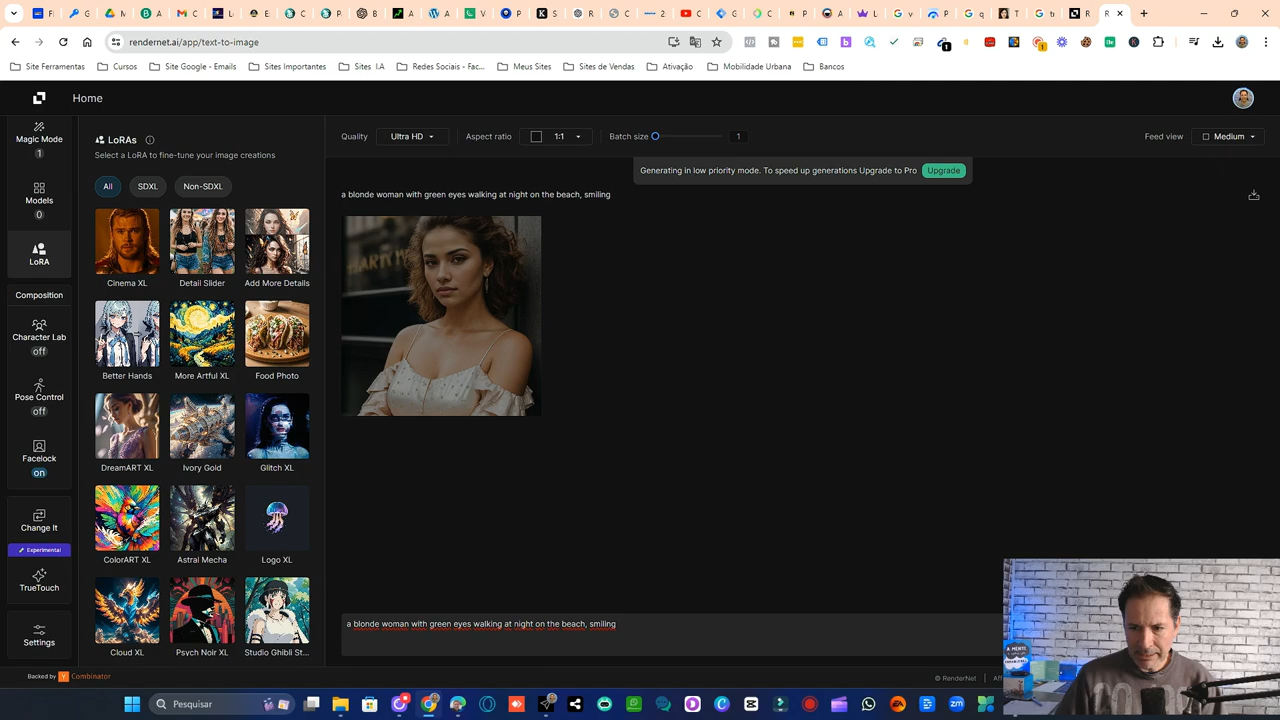 rendernet.ai/app/text-to-image
Site Ferramentas
Cursos
Site Google - Emails
Sites Importantes
Sites I.A
Redes Sociais - Fac...
Meus Sites
Sites de Vendas
Ativação
Mobilidade Urbana
Bancos
Home
Magic Mode
1
Models
0
LoRA
Composition
Character Lab
off
Pose Control
off
Facelock
on
Change It
Experimental
TrueTouch
Settings
LoRAs
Select a LoRA to fine-tune your image creations
All
SDXL
Non-SDXL
Cinema XL
Detail Slider
Add More Details
Better Hands
More Artful XL
Food Photo
DreamART XL
Ivory Gold
Glitch XL
ColorART XL
Astral Mecha
Logo XL
Cloud XL
Psych Noir XL
Studio Ghibli St...
Quality
Ultra HD
Aspect ratio
1:1
Batch size
1
Feed view
Medium
Generating in low priority mode. To speed up generations Upgrade to Pro
Upgrade
a blonde woman with green eyes walking at night on the beach, smiling
a blonde woman with green eyes walking at night on the beach, smiling
Backed by
Y Combinator
© RenderNet
A MENTE
Pesquisar